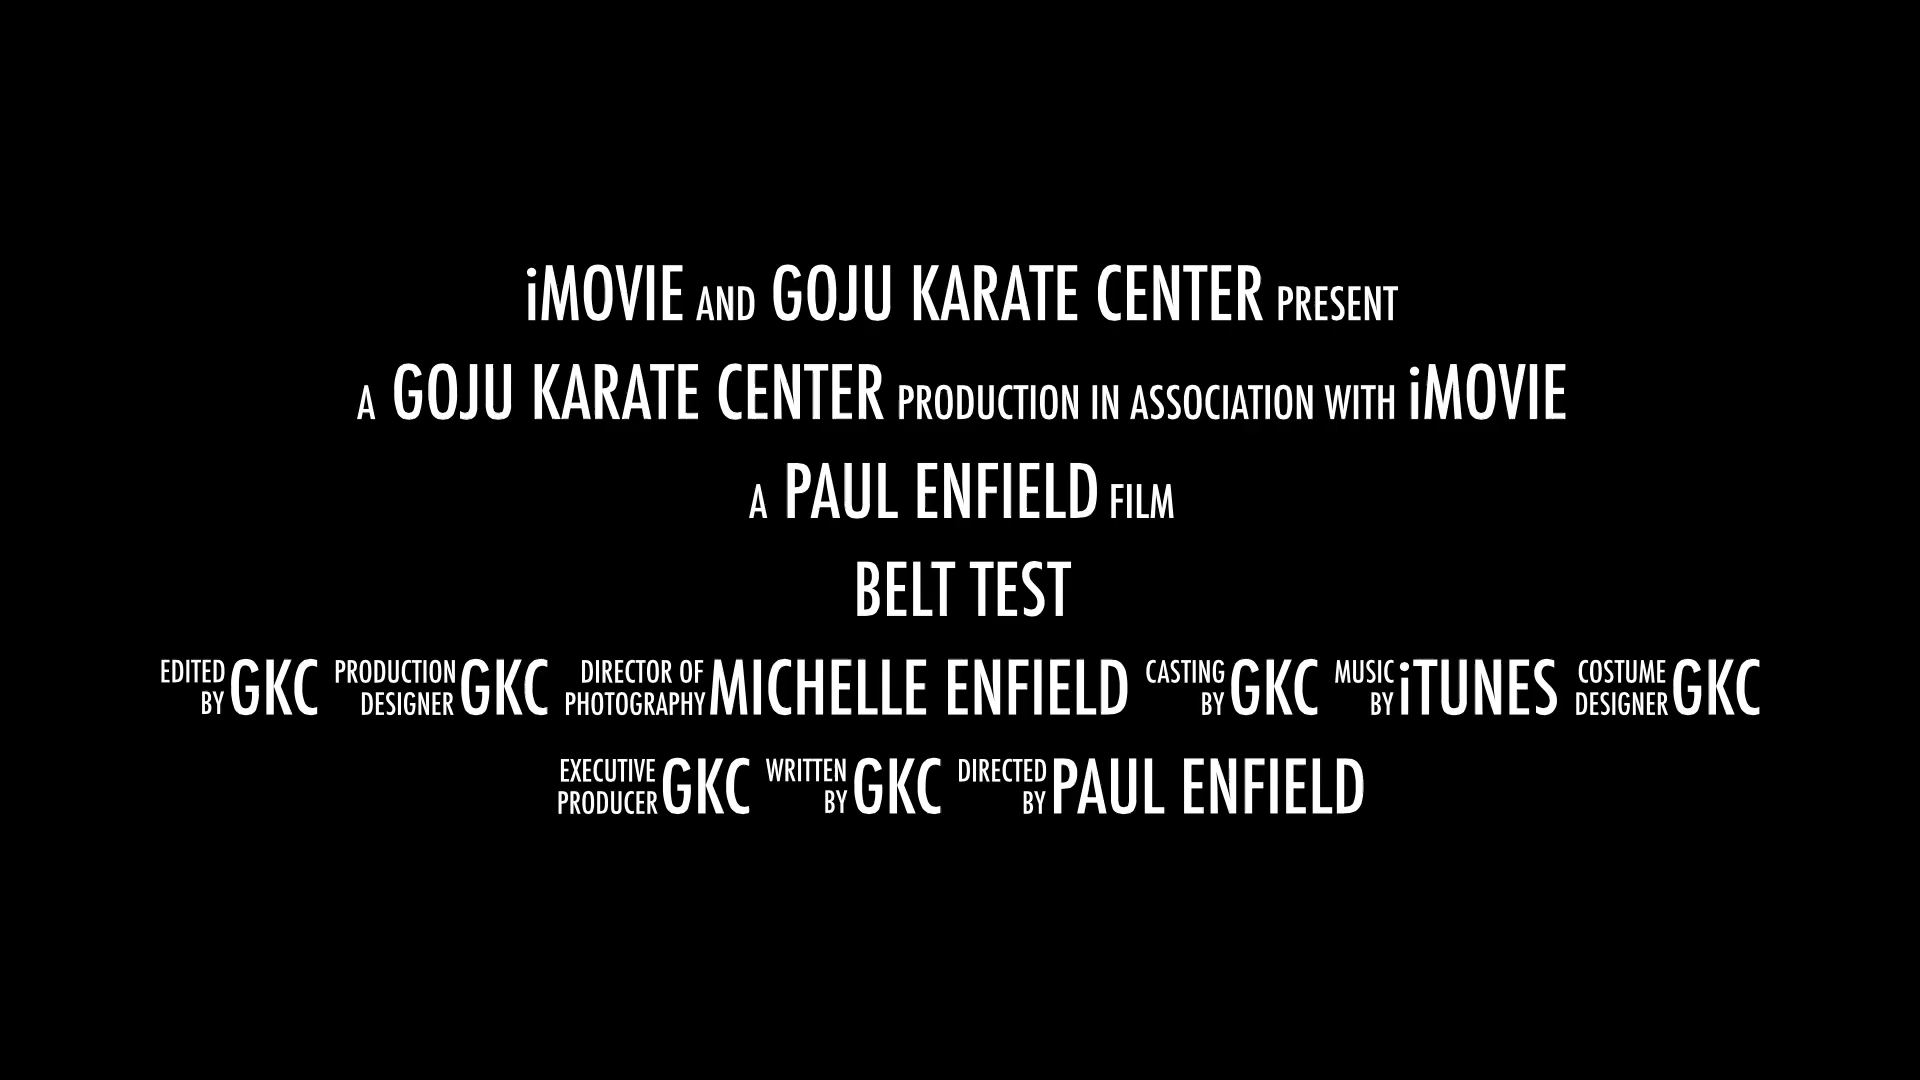 iMOVIE AND GOJU KARATE CENTER PRESENT
A GOJU KARATE CENTER PRODUCTION IN ASSOCIATION WITH iMOVIE
A PAUL ENFIELD FILM
BELT TEST
EDITED BY GKC PRODUCTION DESIGNER GKC DIRECTOR OF PHOTOGRAPHY MICHELLE ENFIELD CASTING BY GKC MUSIC BY iTUNES COSTUME DESIGNER GKC
EXECUTIVE PRODUCER GKC WRITTEN BY GKC DIRECTED BY PAUL ENFIELD